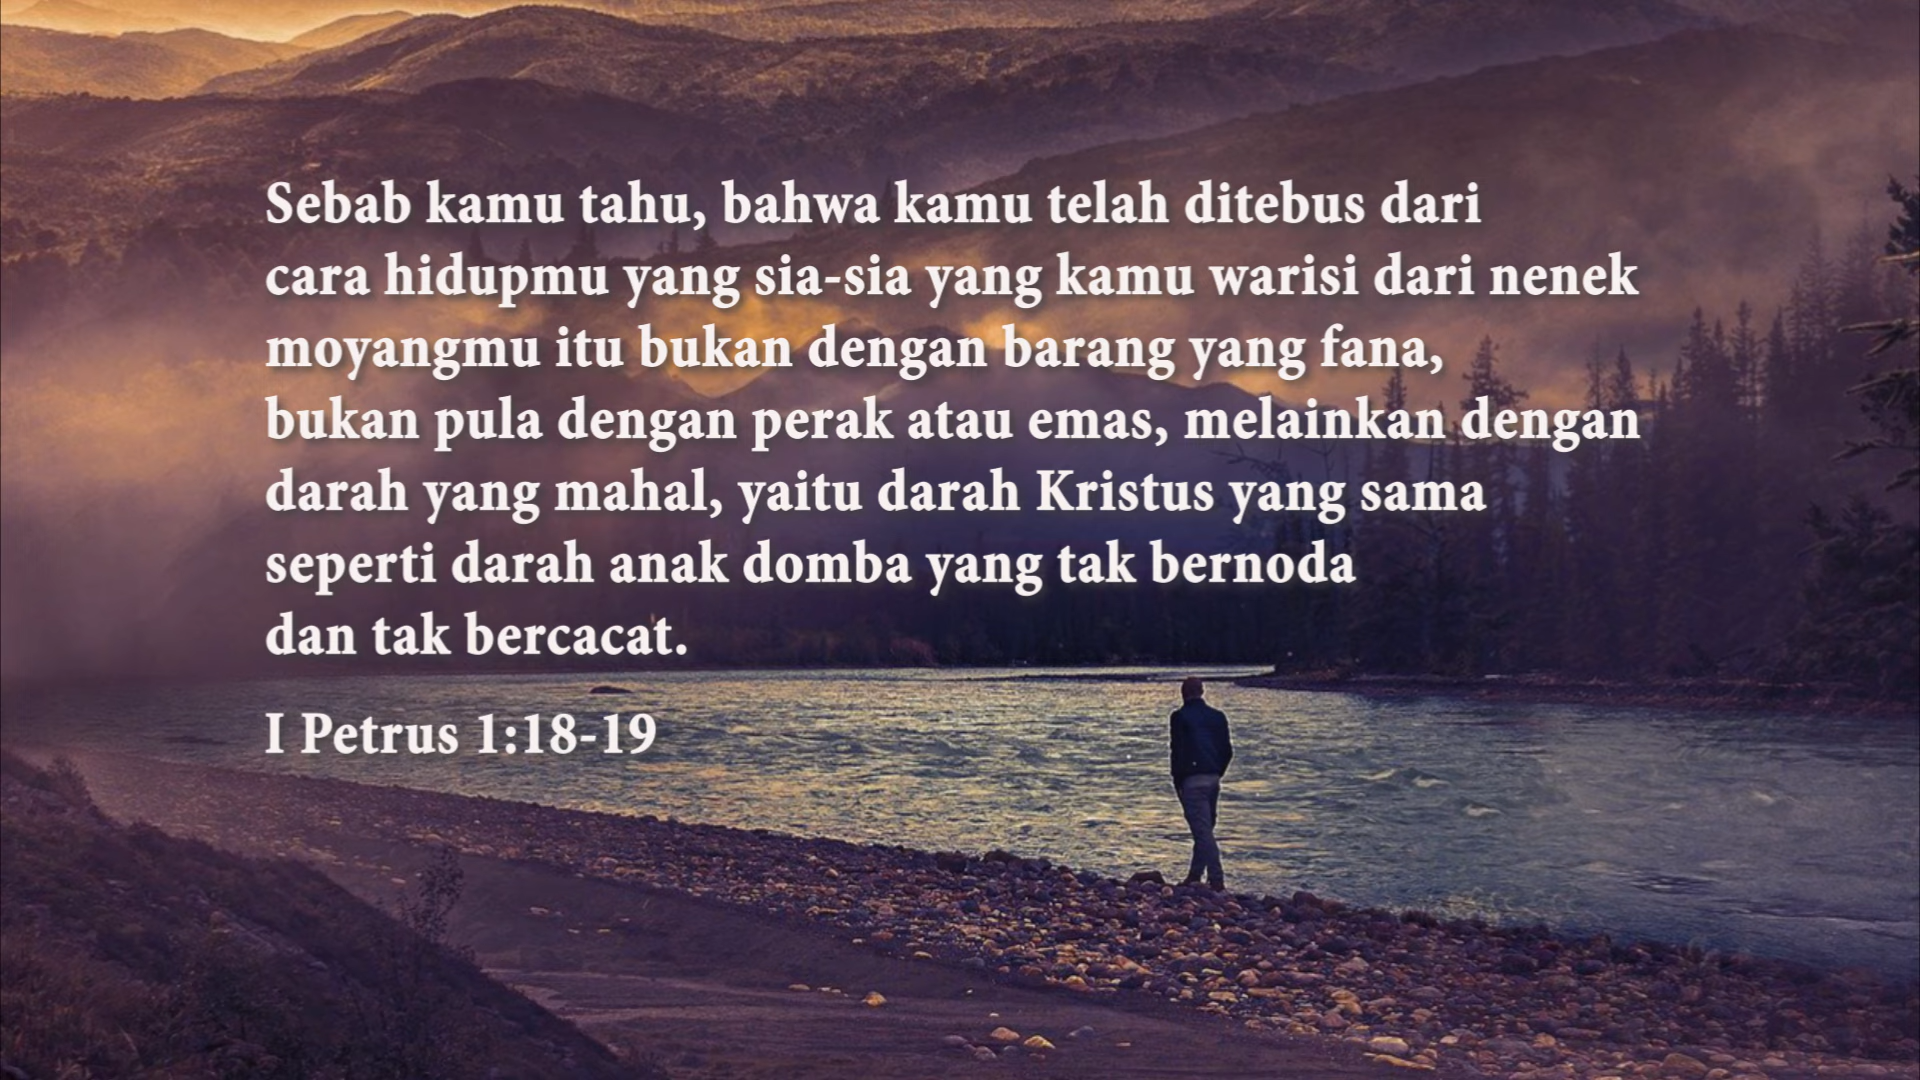 Sebab kamu tahu, bahwa kamu telah ditebus dari
cara hidupmu yang sia-sia yang kamu warisi dari nenek
moyangmu itu bukan dengan barang yang fana,
bukan pula dengan perak atau emas, melainkan dengan
darah yang mahal, yaitu darah Kristus yang sama
seperti darah anak domba yang tak bernoda
dan tak bercacat.
I Petrus 1:18-19